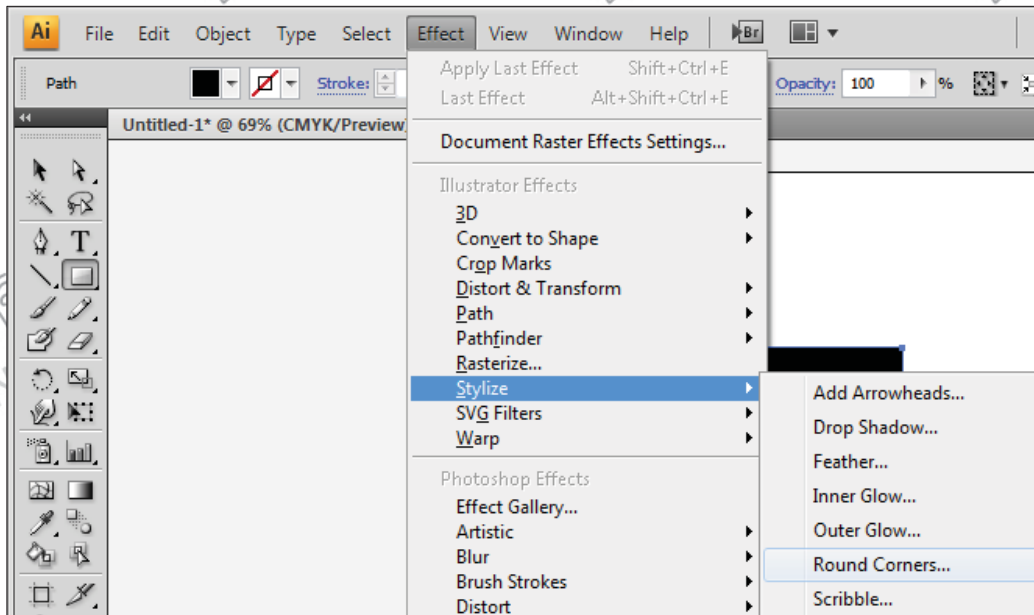 Ai File Edit Object Type Select Effect View Window Help Br
Path Stroke: Opacity: 100 %
Untitled-1* @ 69% (CMYK/Preview
Apply Last Effect Shift+Ctrl+E
Last Effect Alt+Shift+Ctrl+E
Document Raster Effects Settings...
Illustrator Effects
3D
Convert to Shape
Crop Marks
Distort & Transform
Path
Pathfinder
Rasterize...
Stylize
SVG Filters
Warp
Photoshop Effects
Effect Gallery...
Artistic
Blur
Brush Strokes
Distort
Add Arrowheads...
Drop Shadow...
Feather...
Inner Glow...
Outer Glow...
Round Corners...
Scribble...